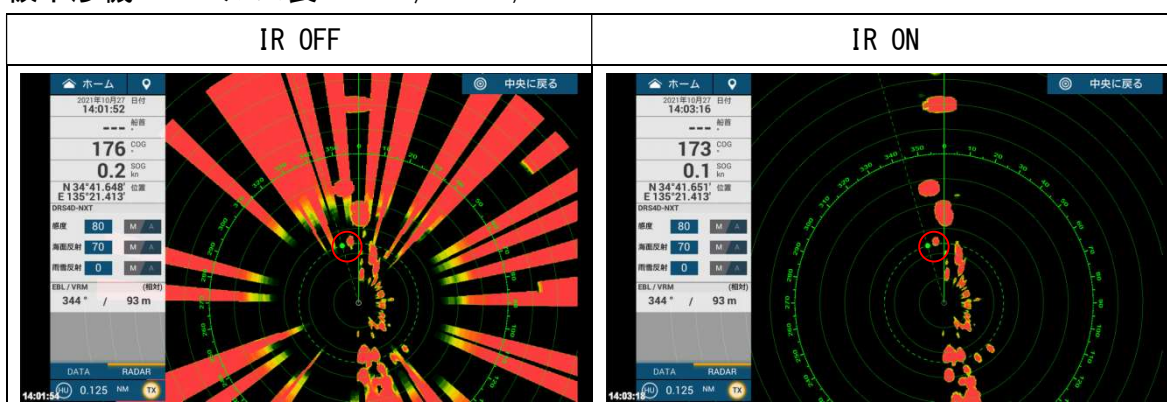 IR OFF
IR ON
ホーム
中央に戻る
2021年10月27 日付
14:01:52
--- 船首
176 COG
0.2 SOG kn
N 34°41.648' 位置
E 135°21.413'
DRS4D-NXT
感度 80 M A
海面反射 70 M A
雨雪反射 0 M A
EBL / VRM (相対)
344° / 93 m
DATA RADAR
HU 0.125 NM TX
14:01:54
ホーム
中央に戻る
2021年10月27 日付
14:03:16
--- 船首
173 COG
0.1 SOG kn
N 34°41.651' 位置
E 135°21.413'
DRS4D-NXT
感度 80 M A
海面反射 70 M A
雨雪反射 0 M A
EBL / VRM (相対)
344° / 93 m
DATA RADAR
HU 0.125 NM TX
14:03:18